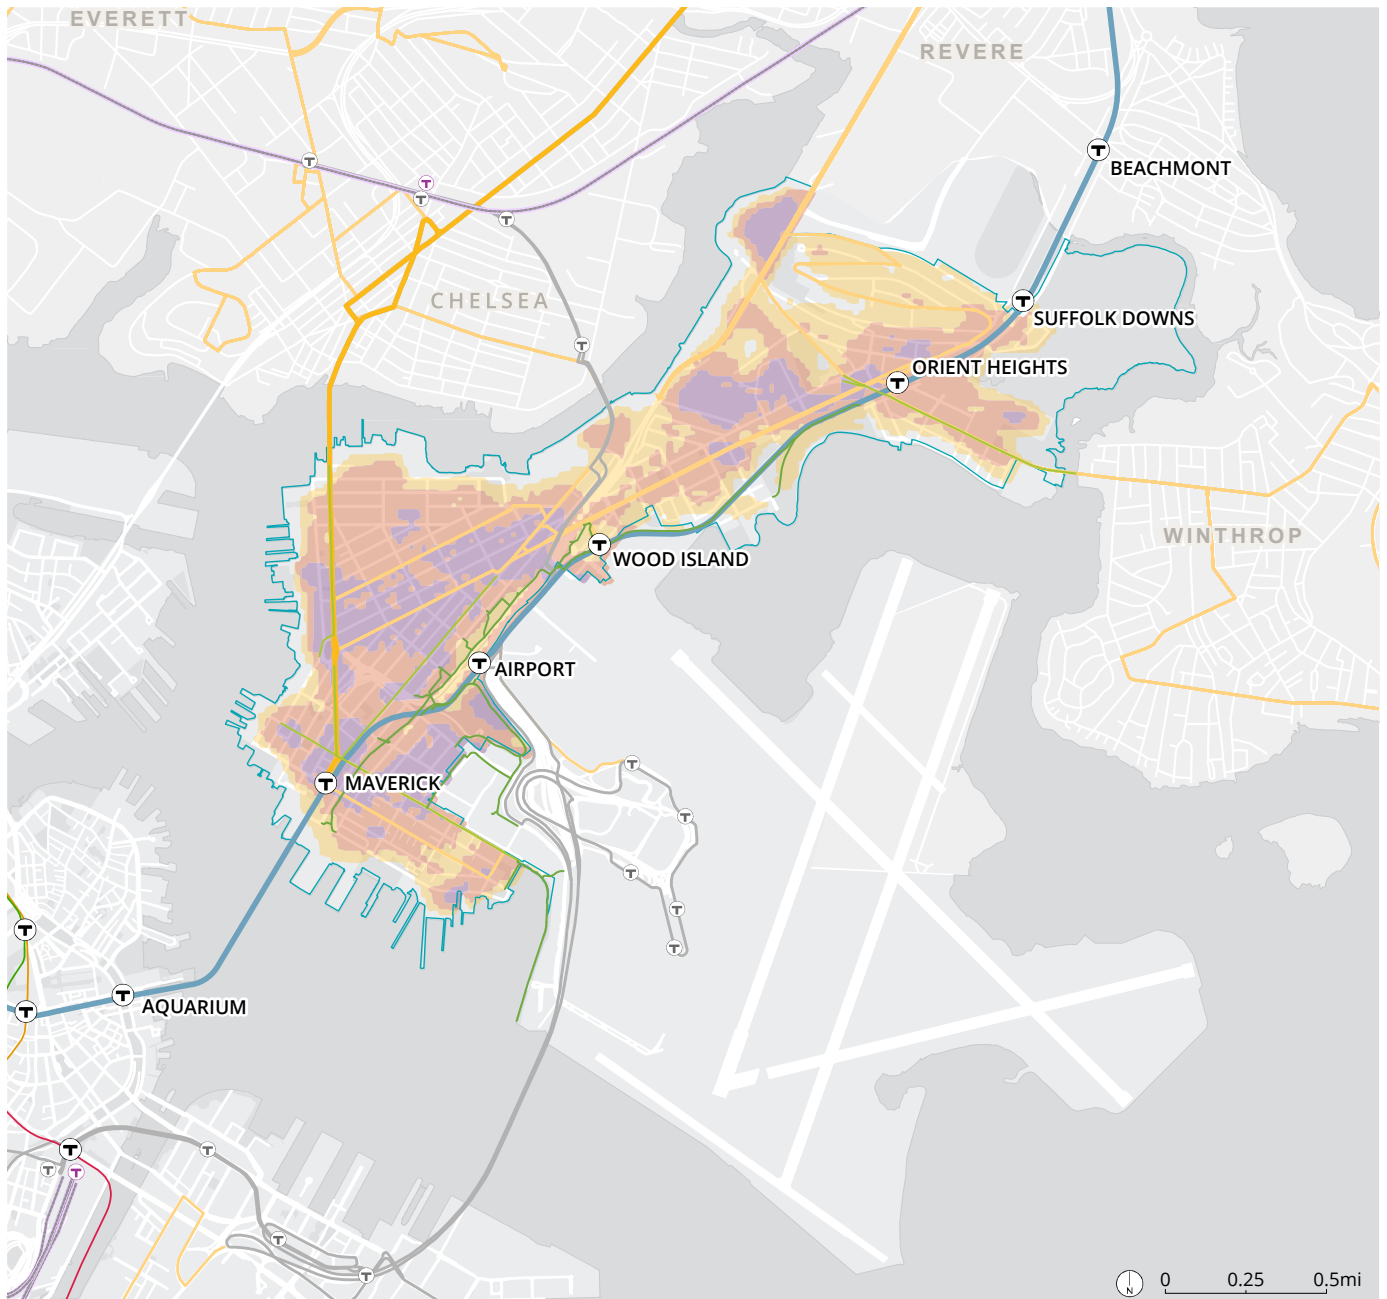 EVERETT
REVERE
BEACHMONT
CHELSEA
SUFFOLK DOWNS
ORIENT HEIGHTS
WINTHROP
WOOD ISLAND
AIRPORT
MAVERICK
AQUARIUM
N 0 0.25 0.5mi